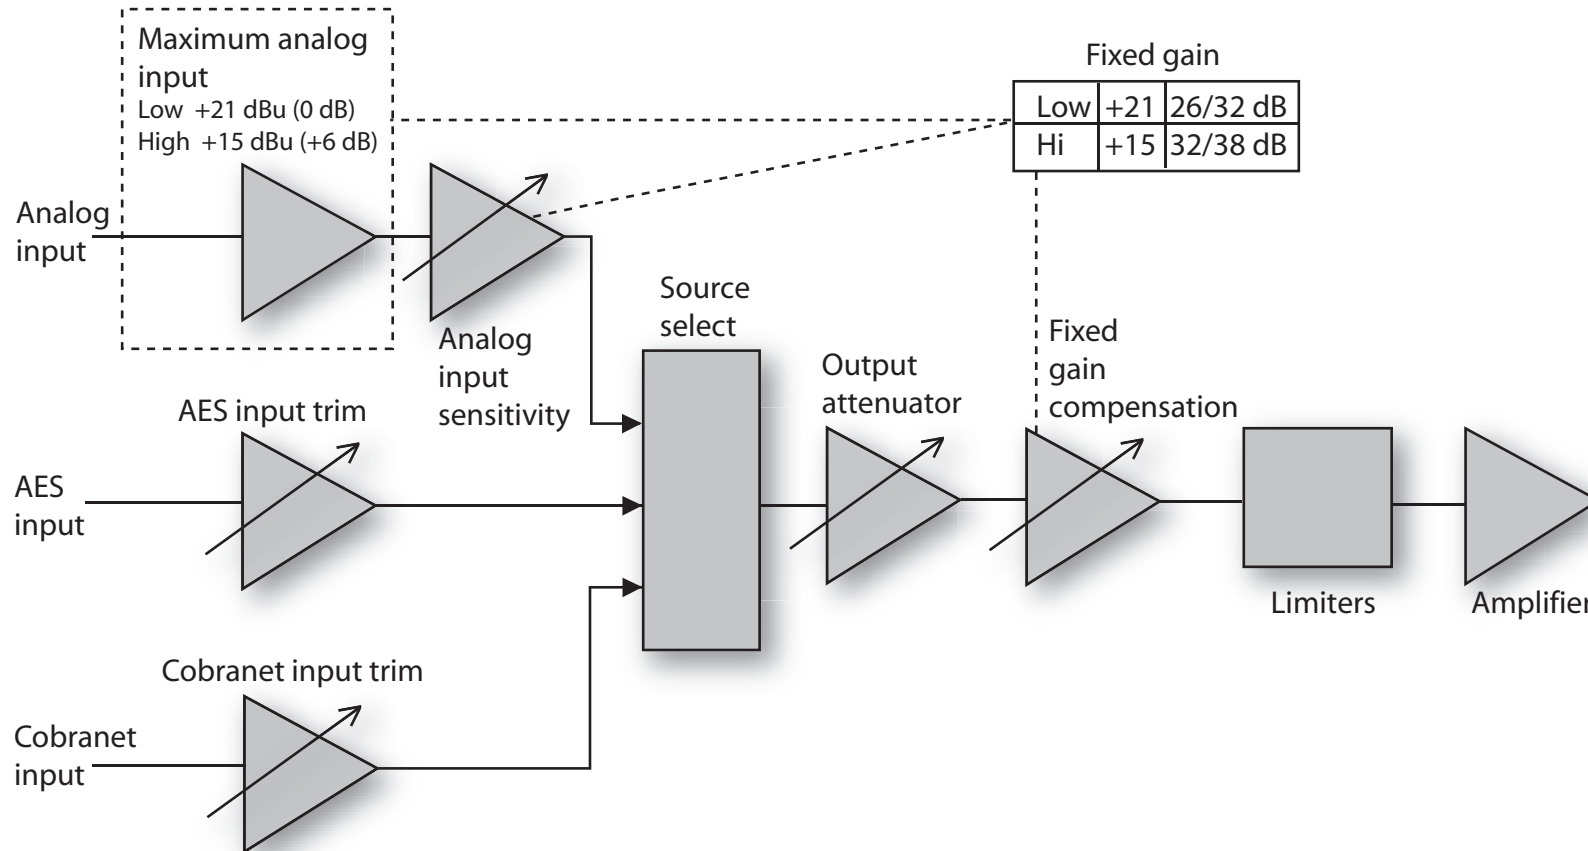 Maximum analog
input
Low +21 dBu (0 dB)
High +15 dBu (+6 dB)
Fixed gain
Low +21 26/32 dB
Hi +15 32/38 dB
Analog
input
Analog
input
sensitivity
Source
select
Output
attenuator
Fixed
gain
compensation
AES input trim
AES
input
Limiters
Amplifier
Cobranet input trim
Cobranet
input